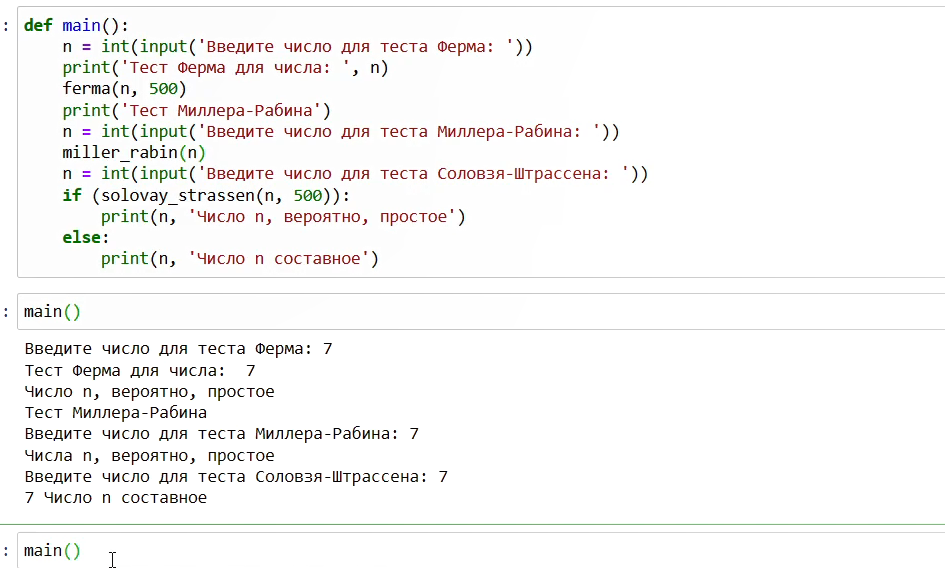 : def main():
    n = int(input('Введите число для теста Ферма: '))
    print('Тест Ферма для числа: ', n)
    ferma(n, 500)
    print('Тест Миллера-Рабина')
    n = int(input('Введите число для теста Миллера-Рабина: '))
    miller_rabin(n)
    n = int(input('Введите число для теста Соловзя-Штрассена: '))
    if (solovay_strassen(n, 500)):
        print(n, 'Число n, вероятно, простое')
    else:
        print(n, 'Число n составное')
: main()
Введите число для теста Ферма: 7
Тест Ферма для числа:  7
Число n, вероятно, простое
Тест Миллера-Рабина
Введите число для теста Миллера-Рабина: 7
Числа n, вероятно, простое
Введите число для теста Соловзя-Штрассена: 7
7 Число n составное
: main()